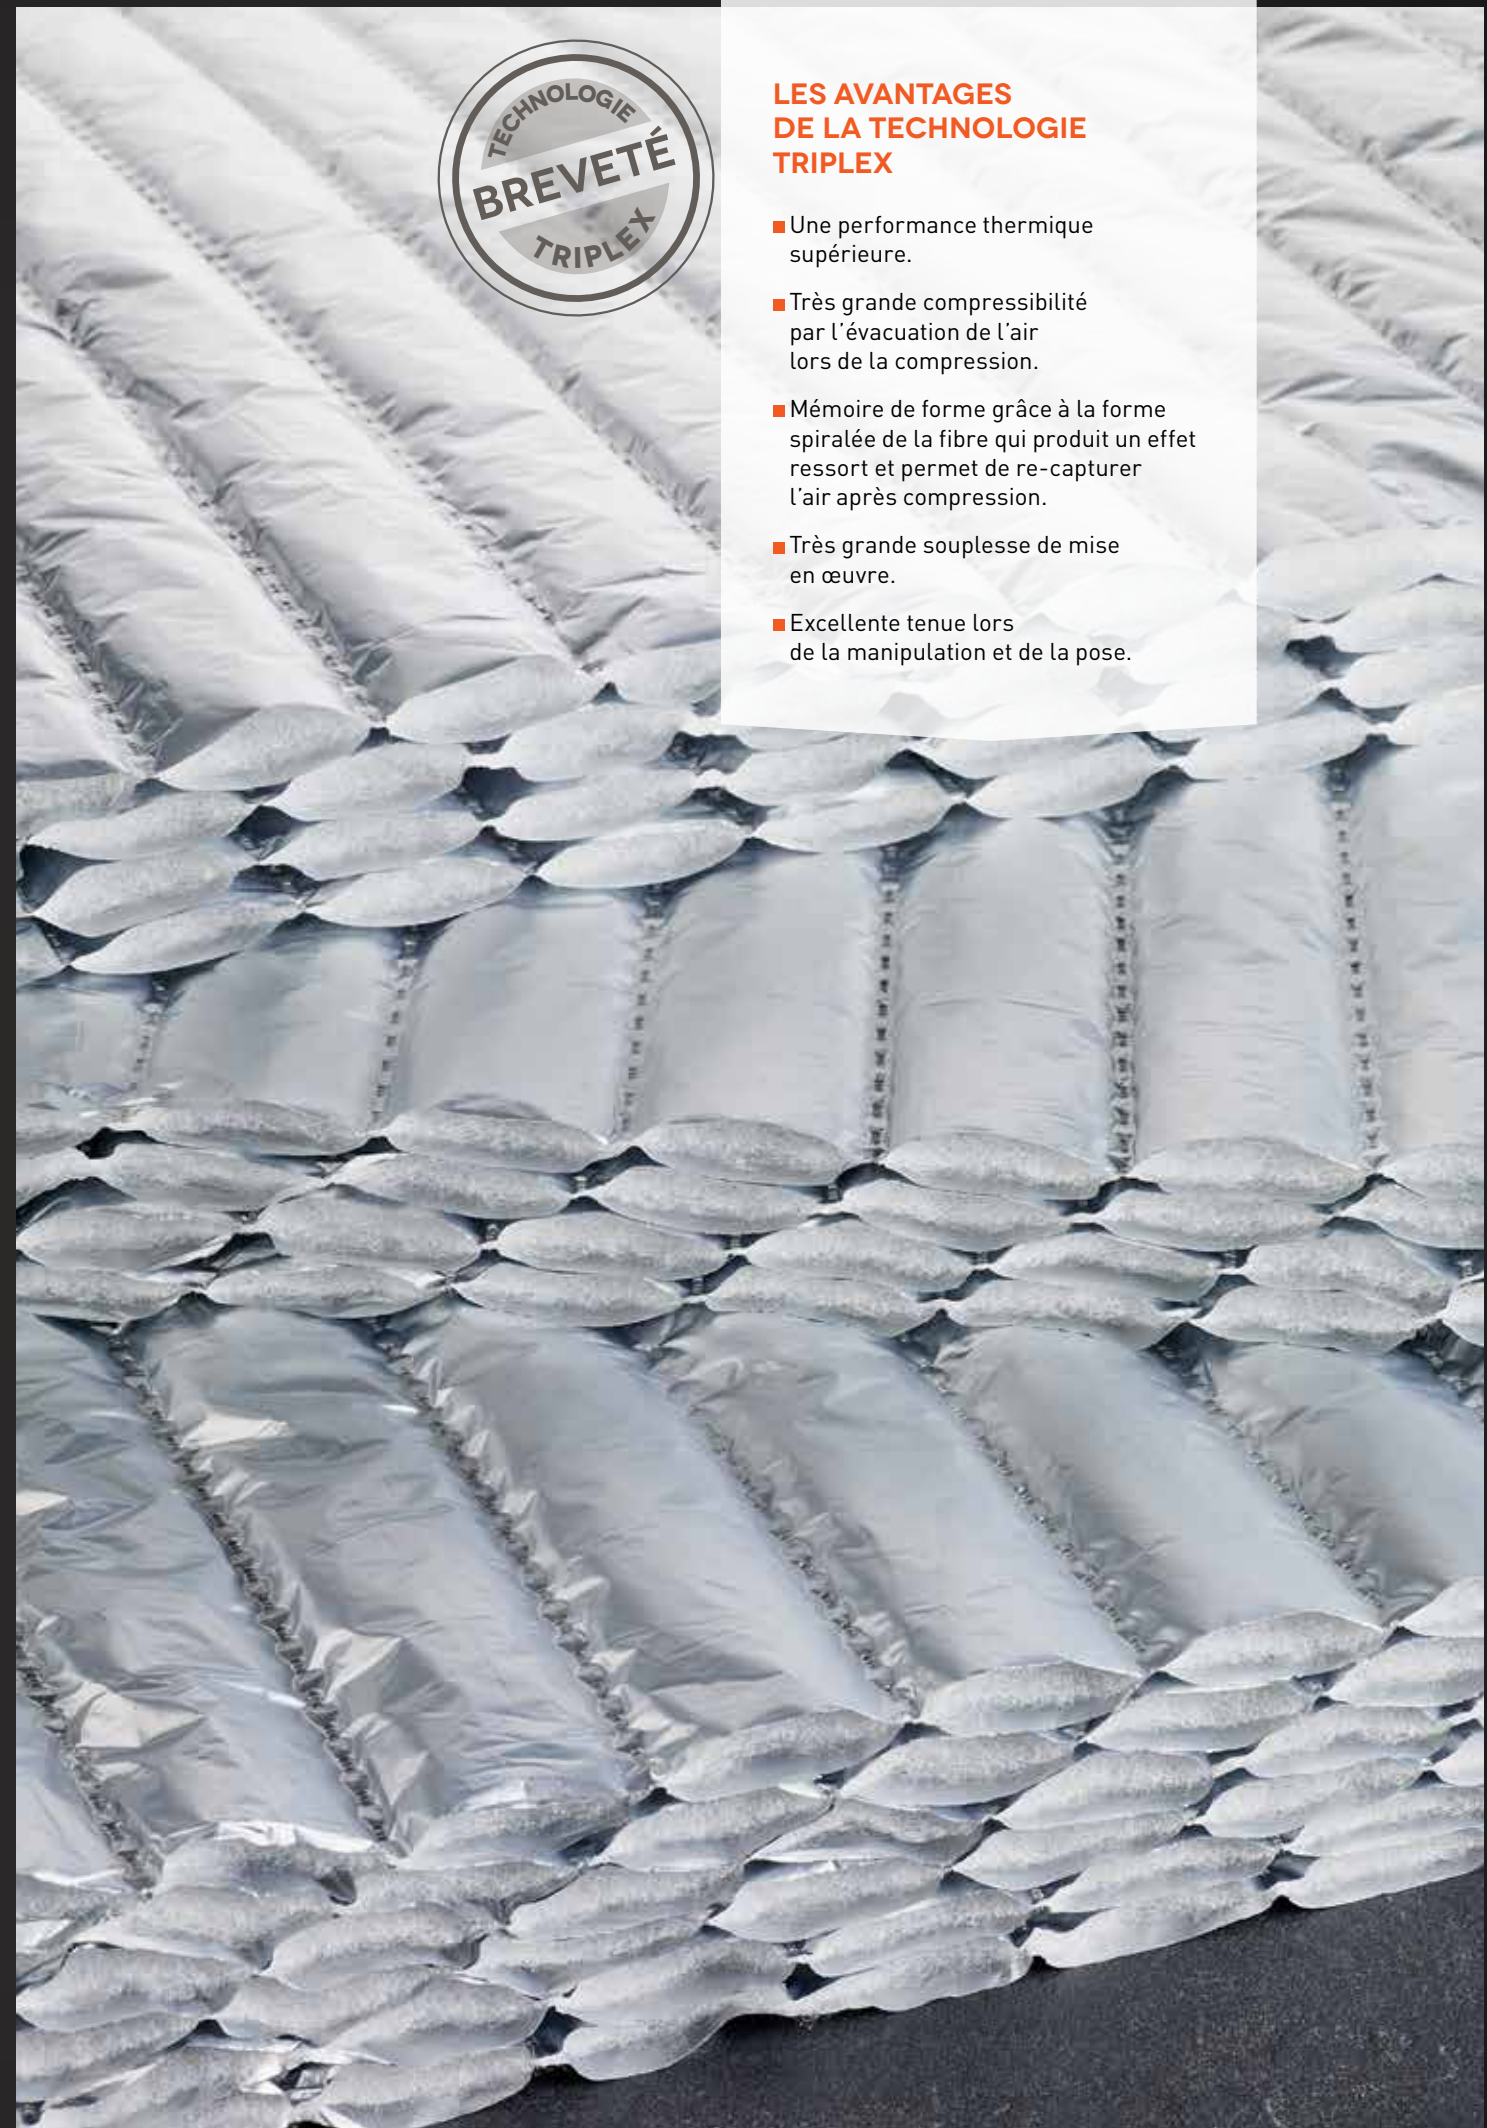 TECHNOLOGIE
BREVETÉ
TRIPLEX
LES AVANTAGES
DE LA TECHNOLOGIE
TRIPLEX
Une performance thermique
supérieure.
Très grande compressibilité
par l'évacuation de l'air
lors de la compression.
Mémoire de forme grâce à la forme
spiralée de la fibre qui produit un effet
ressort et permet de re-capturer
l'air après compression.
Très grande souplesse de mise
en œuvre.
Excellente tenue lors
de la manipulation et de la pose.